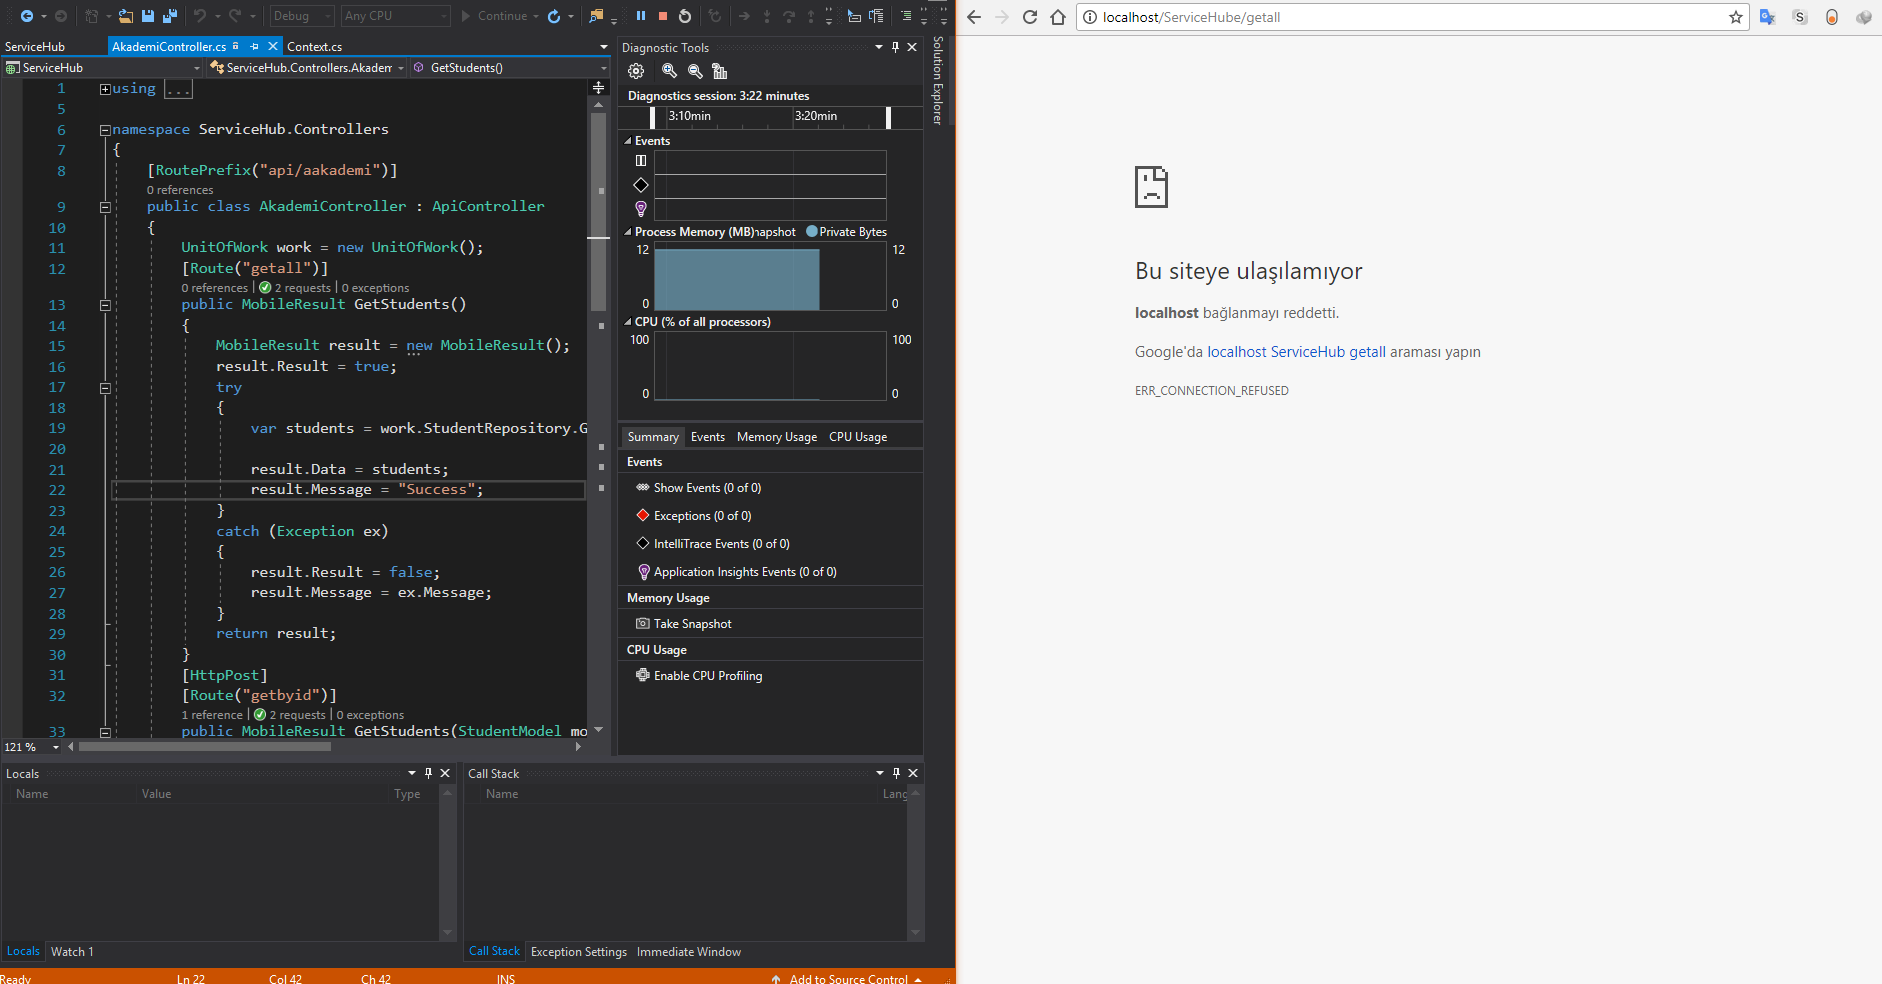 Debug
Any CPU
Continue
ServiceHub
AkademiController.cs
Context.cs
ServiceHub
ServiceHub.Controllers.Akadem
GetStudents()
1 using ...
5
6 namespace ServiceHub.Controllers
7 {
8 [RoutePrefix("api/aakademi")]
0 references
9 public class AkademiController : ApiController
10 {
11 UnitOfWork work = new UnitOfWork();
12 [Route("getall")]
0 references | 2 requests | 0 exceptions
13 public MobileResult GetStudents()
14 {
15 MobileResult result = new MobileResult();
16 result.Result = true;
17 try
18 {
19 var students = work.StudentRepository.G
20
21 result.Data = students;
22 result.Message = "Success";
23 }
24 catch (Exception ex)
25 {
26 result.Result = false;
27 result.Message = ex.Message;
28 }
29 return result;
30 }
31 [HttpPost]
32 [Route("getbyid")]
1 reference | 2 requests | 0 exceptions
33 public MobileResult GetStudents(StudentModel mo
121 %
Diagnostic Tools
Diagnostics session: 3:22 minutes
3:10min
3:20min
Events
Process Memory (MB)
napshot
Private Bytes
12
12
0
0
CPU (% of all processors)
100
100
0
0
Summary
Events
Memory Usage
CPU Usage
Events
Show Events (0 of 0)
Exceptions (0 of 0)
IntelliTrace Events (0 of 0)
Application Insights Events (0 of 0)
Memory Usage
Take Snapshot
CPU Usage
Enable CPU Profiling
Solution Explorer
Locals
Name
Value
Type
Locals
Watch 1
Call Stack
Name
Lang
Call Stack
Exception Settings
Immediate Window
Ready
Ln 22
Col 42
Ch 42
INS
Add to Source Control
localhost/ServiceHube/getall
S
Bu siteye ulaşılamıyor
localhost bağlanmayı reddetti.
Google'da localhost ServiceHub getall araması yapın
ERR_CONNECTION_REFUSED